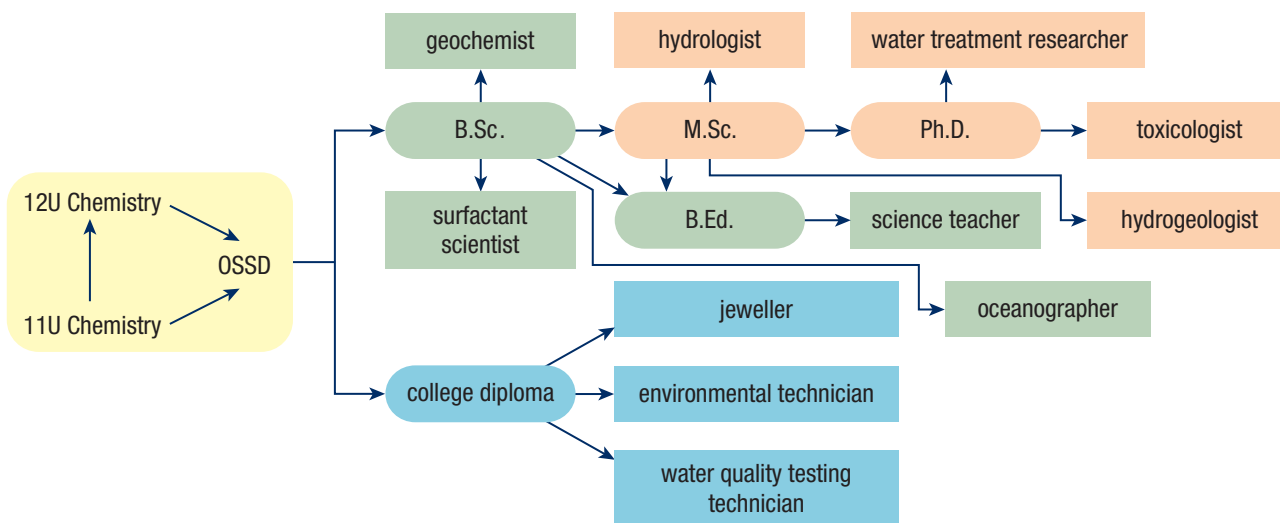 geochemist
hydrologist
water treatment researcher
B.Sc.
M.Sc.
Ph.D.
toxicologist
12U Chemistry
surfactant
scientist
B.Ed.
science teacher
hydrogeologist
OSSD
11U Chemistry
jeweller
oceanographer
college diploma
environmental technician
water quality testing
technician